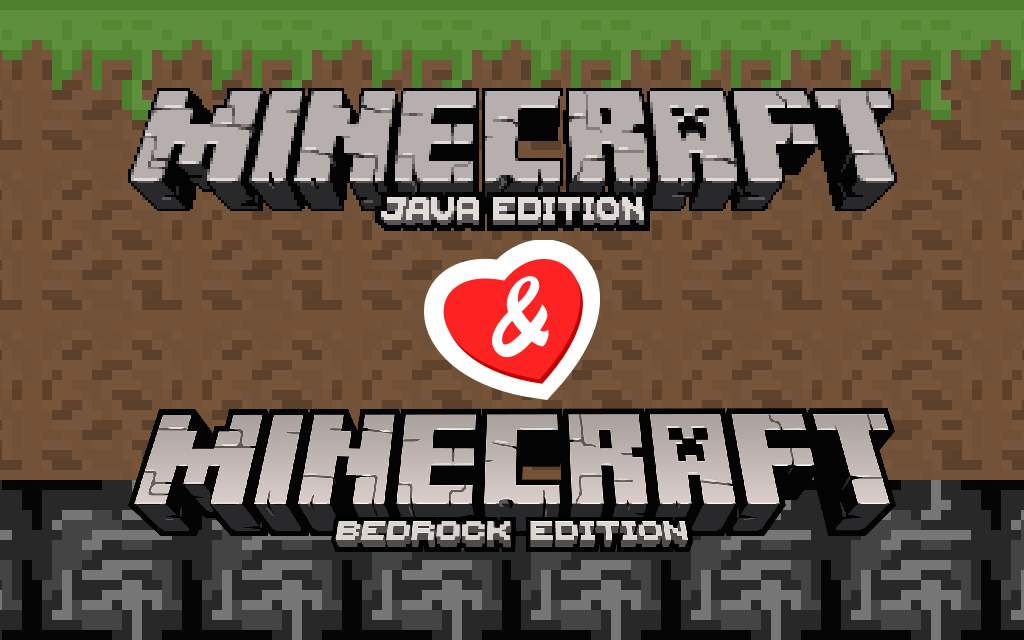 MINECRAFT
JAVA EDITION
&
MINECRAFT
BEDROCK EDITION